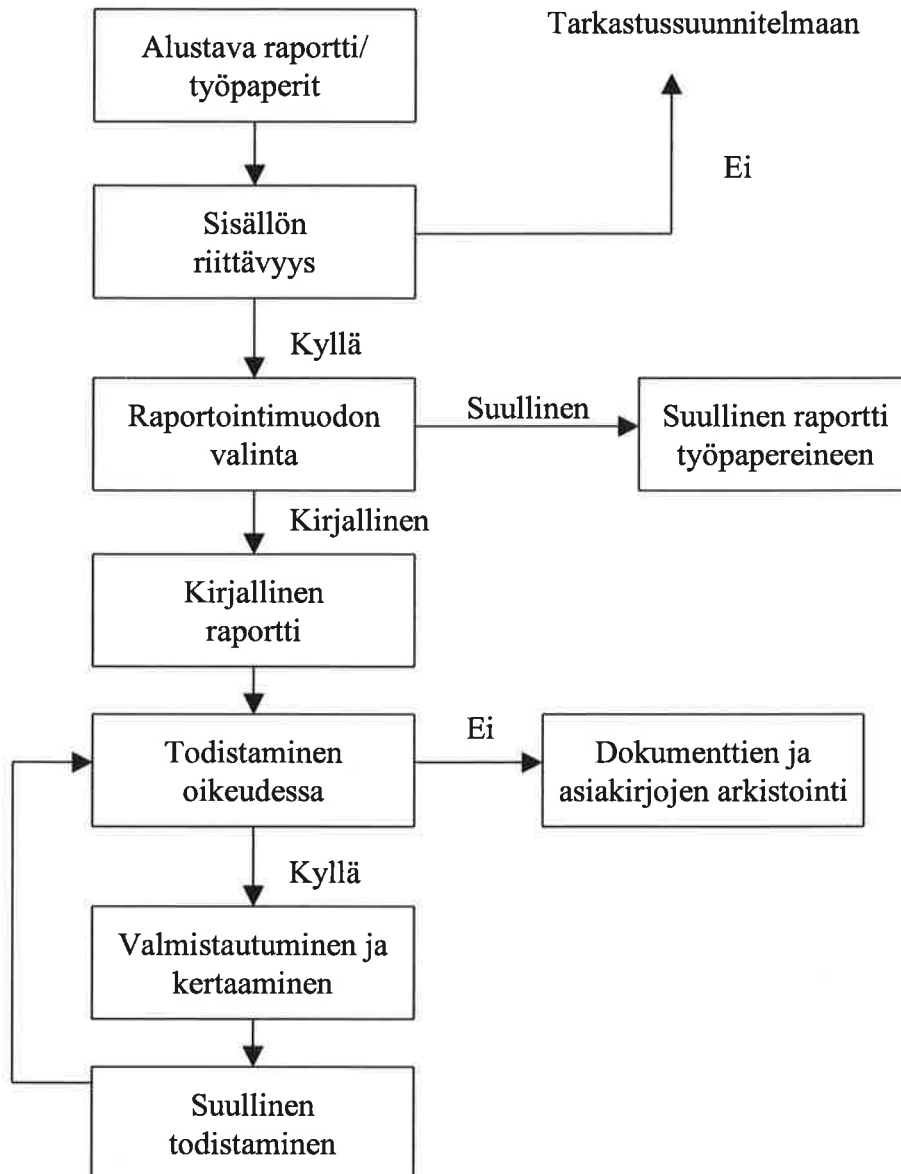 Alustava raportti/
työpaperit
Tarkastussuunnitelmaan
Ei
Sisällön
riittävyys
Kyllä
Raportointimuodon
valinta
Suullinen
Suullinen raportti
työpapereineen
Kirjallinen
Kirjallinen
raportti
Todistaminen
oikeudessa
Ei
Dokumenttien ja
asiakirjojen arkistointi
Kyllä
Valmistautuminen ja
kertaaminen
Suullinen
todistaminen